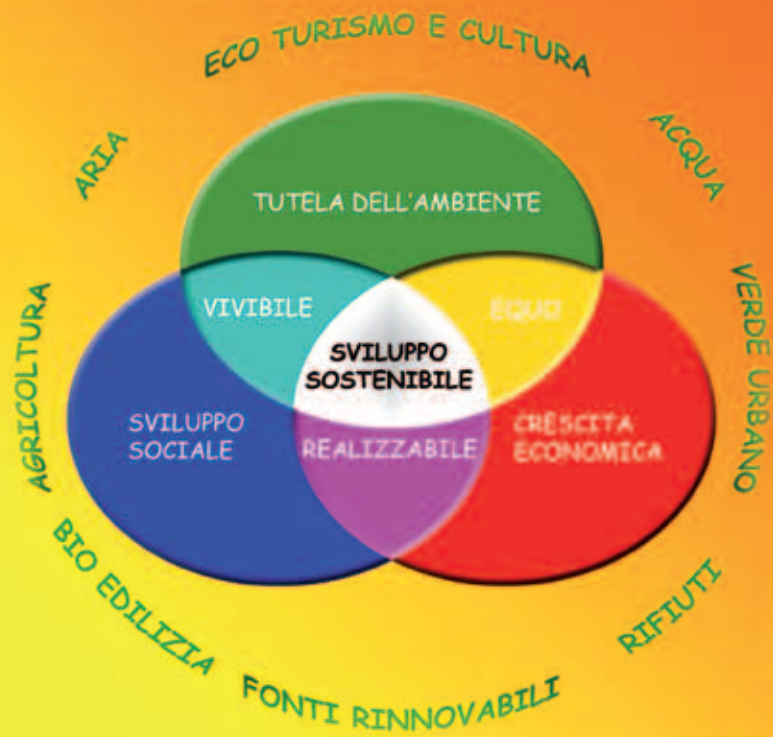 ECO TURISMO E CULTURA
ARIA
ACQUA
TUTELA DELL'AMBIENTE
VIVIBILE
EQUO
SVILUPPO
SOSTENIBILE
AGRICOLTURA
VERDE URBANO
SVILUPPO
SOCIALE
REALIZZABILE
CRESCITA
ECONOMICA
BIO EDILIZIA
RIFIUTI
FONTI RINNOVABILI